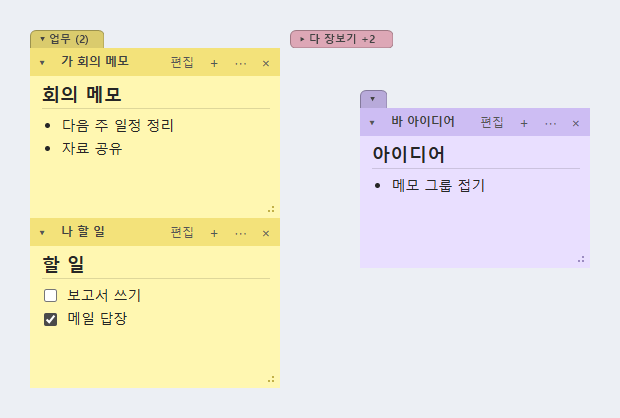 ▾ 업무 (2)
▾ 가 회의 메모 편집 + ··· ×
회의 메모
• 다음 주 일정 정리
• 자료 공유
▾ 나 할 일 편집 + ··· ×
할 일
보고서 쓰기
메일 답장
▸ 다 장보기 +2
▾
▾ 바 아이디어 편집 + ··· ×
아이디어
• 메모 그룹 접기